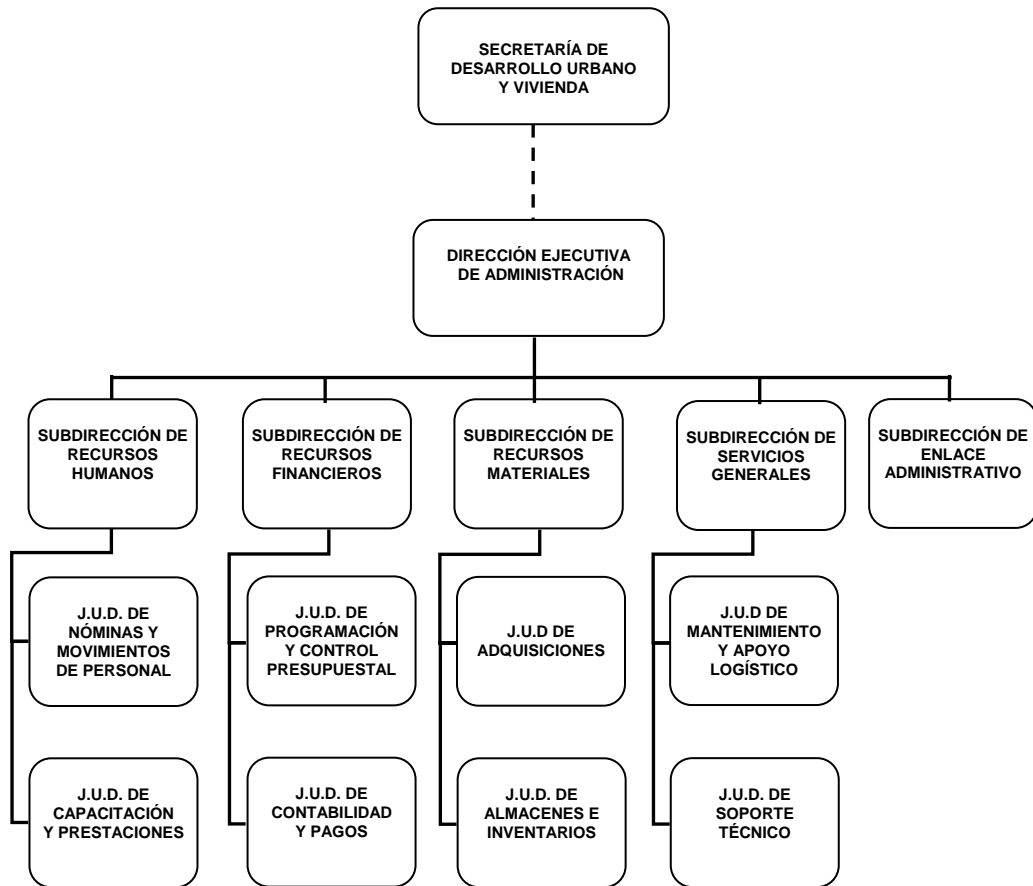 SECRETARÍA DE
DESARROLLO URBANO
Y VIVIENDA
DIRECCIÓN EJECUTIVA
DE ADMINISTRACIÓN
SUBDIRECCIÓN DE
RECURSOS
HUMANOS
SUBDIRECCIÓN DE
RECURSOS
FINANCIEROS
SUBDIRECCIÓN DE
RECURSOS
MATERIALES
SUBDIRECCIÓN DE
SERVICIOS
GENERALES
SUBDIRECCIÓN DE
ENLACE
ADMINISTRATIVO
J.U.D. DE
NÓMINAS Y
MOVIMIENTOS
DE PERSONAL
J.U.D. DE
PROGRAMACIÓN
Y CONTROL
PRESUPUESTAL
J.U.D DE
ADQUISICIONES
J.U.D DE
MANTENIMIENTO
Y APOYO
LOGÍSTICO
J.U.D. DE
CAPACITACIÓN
Y PRESTACIONES
J.U.D. DE
CONTABILIDAD
Y PAGOS
J.U.D. DE
ALMACENES E
INVENTARIOS
J.U.D. DE
SOPORTE
TÉCNICO